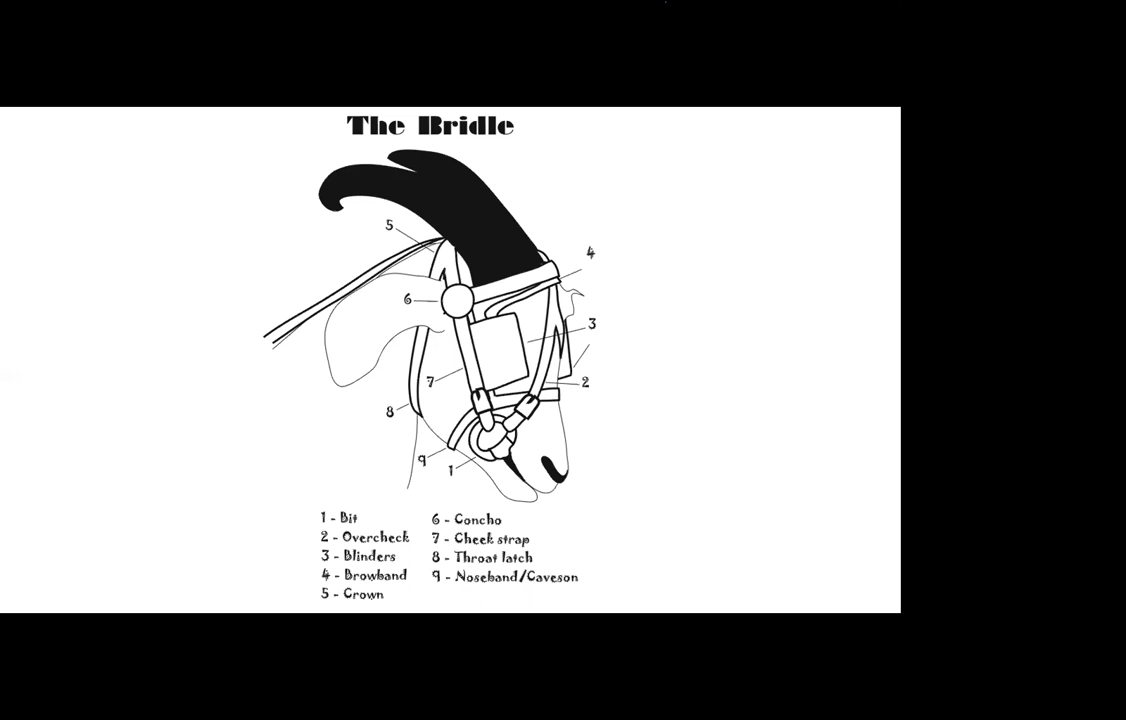 The Bridle
5
4
6
3
7
2
8
9
1
1 - Bit
2 - Overcheck
3 - Blinders
4 - Browband
5 - Crown
6 - Concho
7 - Cheek strap
8 - Throat latch
9 - Noseband/Caveson